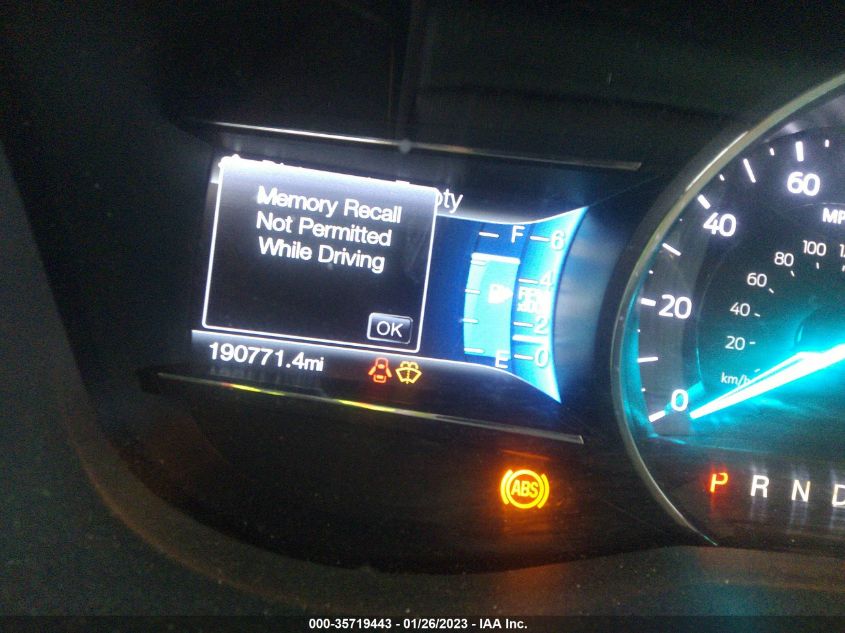 Memory Recall
Not Permitted
While Driving
OK
F 6
4
2
E 0
190771.4mi
ABS
0 20 40 60
20 40 60 80 100
km/h
P R N D
000-35719443 - 01/26/2023 - IAA Inc.